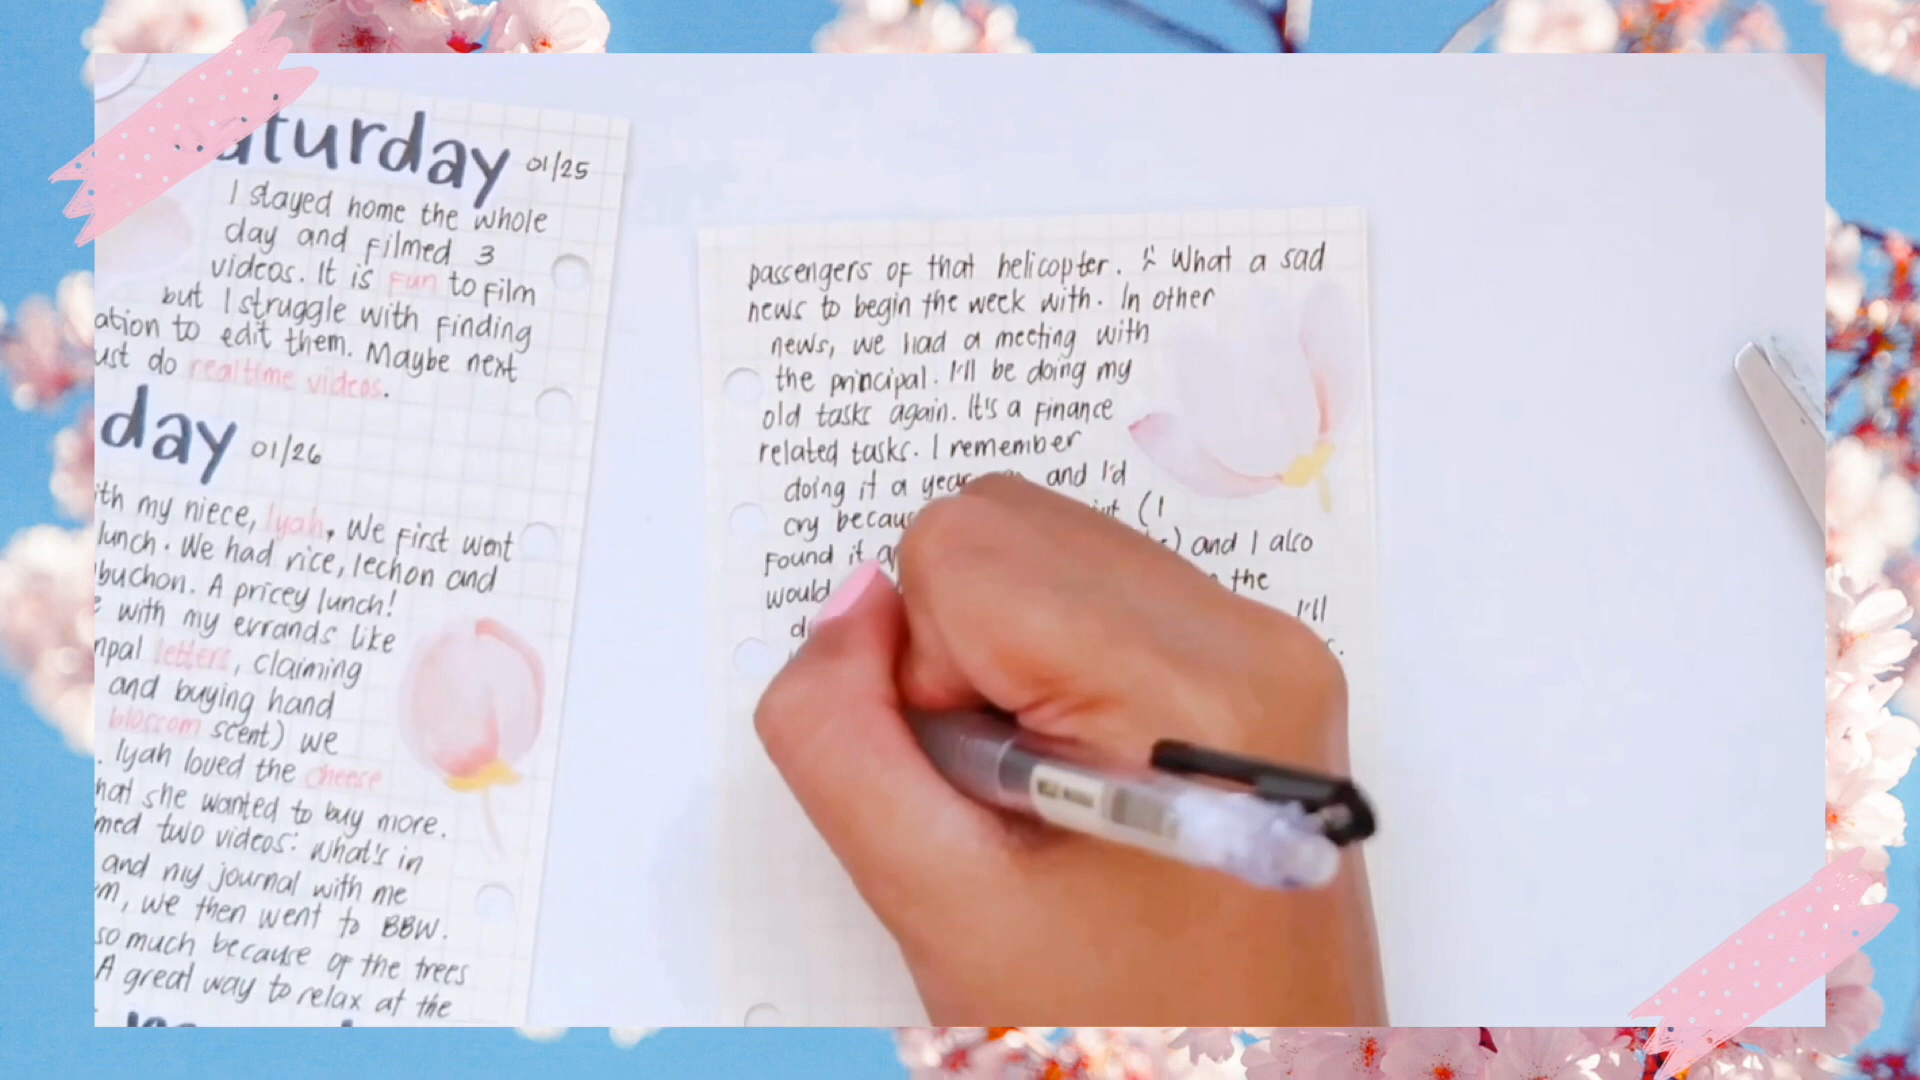 aturday 01/25
I stayed home the whole
day and filmed 3
videos. It is fun to film
but I struggle with finding
ation to edit them. Maybe next
ust do realtime videos.
day 01/26
ith my niece, Iyah, we first went
lunch. We had rice, lechon and
buchon. A pricey lunch!
e with my errands like
npal letters, claiming
and buying hand
blossom scent) we
. Iyah loved the cheese
hat she wanted to buy more.
med two videos: what's in
and my journal with me
m, we then went to BBW.
so much because of the trees
A great way to relax at the
passengers of that helicopter. What a sad
news to begin the week with. In other
news, we had a meeting with
the principal. I'll be doing my
old tasks again. It's a finance
related tasks. I remember
doing it a year and I'd
cry becaus (I
found it a ) and I also
would the
d I'll